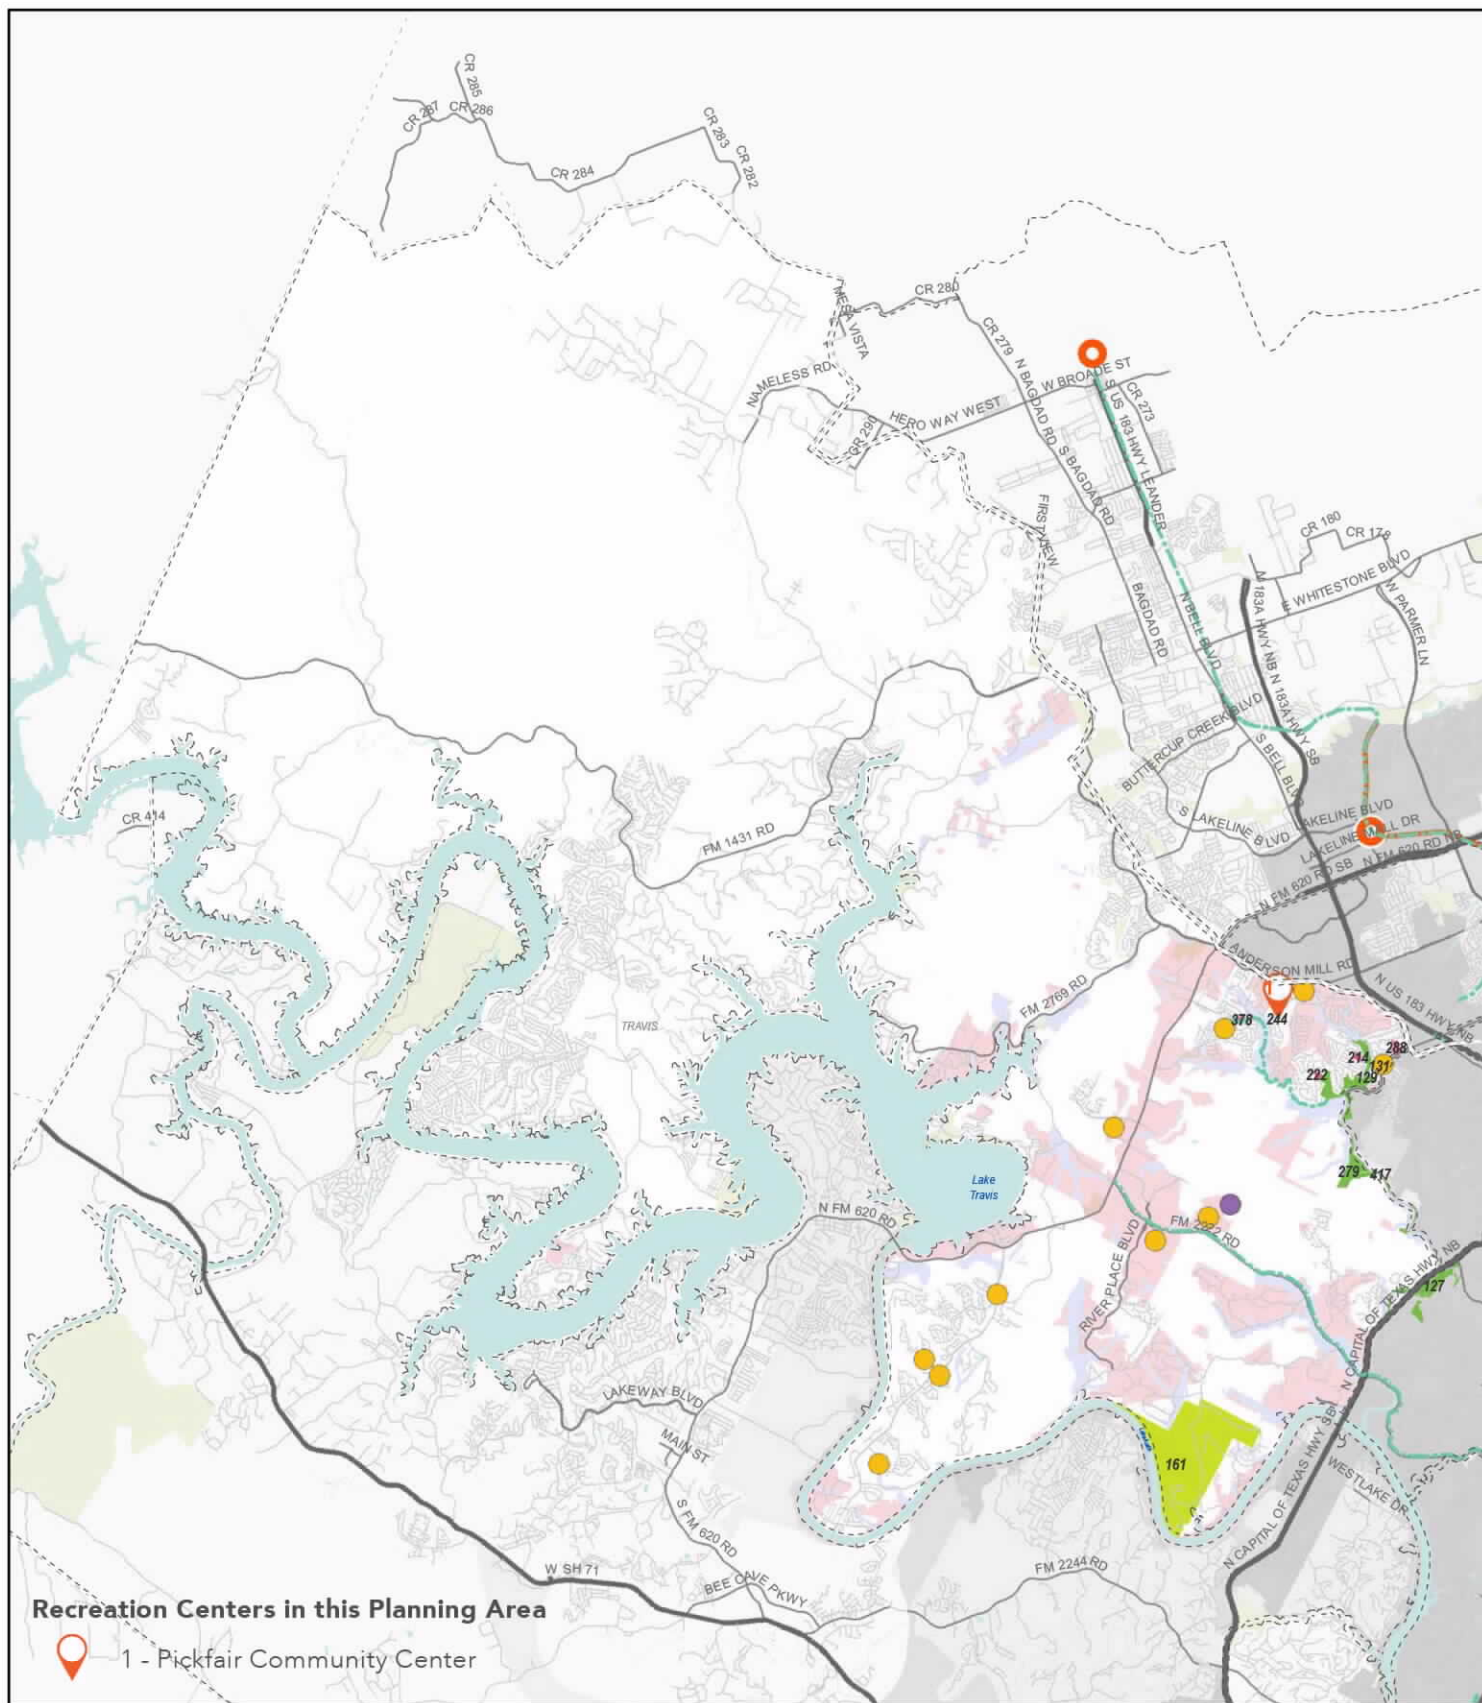 CR 285
CR 287
CR 286
CR 283
CR 284
CR 282
CR 280
MESA VISTA
CR 279
N BAGDAD RD
W BROADE ST
NAMELESS RD
CR 273
HERO WAY WEST
CR 290
S US 183 HWY LEANDER
S BAGDAD RD
FIRST VIEW
CR 180
CR 178
E WHITESTONE BLVD
BAGDAD RD
N BELL BLVD
N 183A HWY NB
N 183A HWY SB
W PARMER LN
BUTTERCUP CREEK BLVD
S BELL BLVD
CR 414
FM 1431 RD
S LAKELINE BLVD
LAKELINE BLVD
LAKELINE MALL DR
N FM 620 RD SB
N FM 620 RD NB
ANDERSON MILL RD
N US 183 HWY NB
FM 2769 RD
1
378
244
TRAVIS
288
214
131
222
129
279
417
Lake
Travis
N FM 620 RD
FM 2222 RD
RIVER PLACE BLVD
127
N CAPITAL OF TEXAS HWY NB
LAKEWAY BLVD
MAIN ST
161
N CAPITAL OF TEXAS HWY SB
WESTLAKE DR
S FM 620 RD
W SH 71
BEE CAVE PKWY
FM 2244 RD
Recreation Centers in this Planning Area
1 - Pickfair Community Center